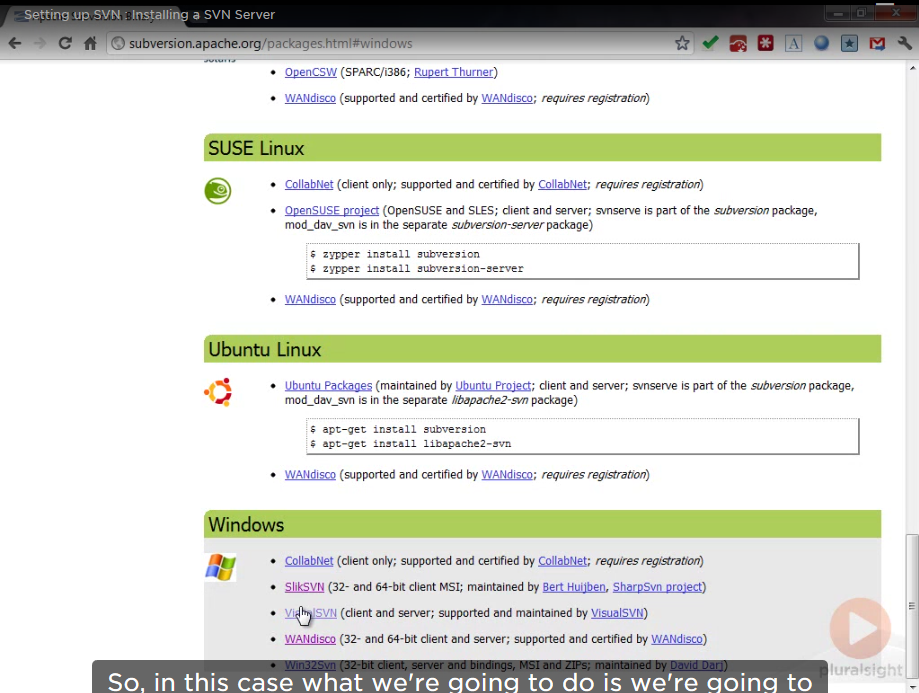 Setting up SVN : Installing a SVN Server
subversion.apache.org/packages.html#windows
OpenCSW (SPARC/i386; Rupert Thurner)
WANdisco (supported and certified by WANdisco; requires registration)
SUSE Linux
CollabNet (client only; supported and certified by CollabNet; requires registration)
OpenSUSE project (OpenSUSE and SLES; client and server; svnserve is part of the subversion package,
mod_dav_svn is in the separate subversion-server package)
$ zypper install subversion
$ zypper install subversion-server
WANdisco (supported and certified by WANdisco; requires registration)
Ubuntu Linux
Ubuntu Packages (maintained by Ubuntu Project; client and server; svnserve is part of the subversion package,
mod_dav_svn is in the separate libapache2-svn package)
$ apt-get install subversion
$ apt-get install libapache2-svn
WANdisco (supported and certified by WANdisco; requires registration)
Windows
CollabNet (client only; supported and certified by CollabNet; requires registration)
SlikSVN (32- and 64-bit client MSI; maintained by Bert Huijben, SharpSvn project)
VisualSVN (client and server; supported and maintained by VisualSVN)
WANdisco (32- and 64-bit client and server; supported and certified by WANdisco)
Win32Svn (32-bit client, server and bindings, MSI and ZIPs; maintained by David Darj)
pluralsight
So, in this case what we're going to do is we're going to